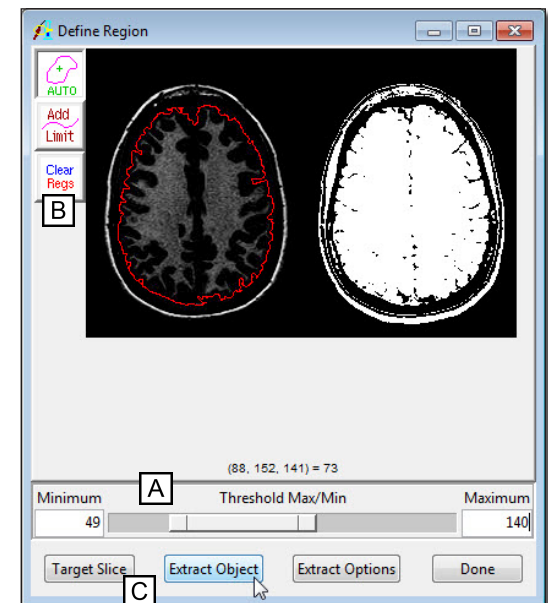 Define Region
AUTO
Add
Limit
Clear
Regs
B
(88, 152, 141) = 73
A
Minimum Threshold Max/Min Maximum
49 140
Target Slice Extract Object Extract Options Done
C